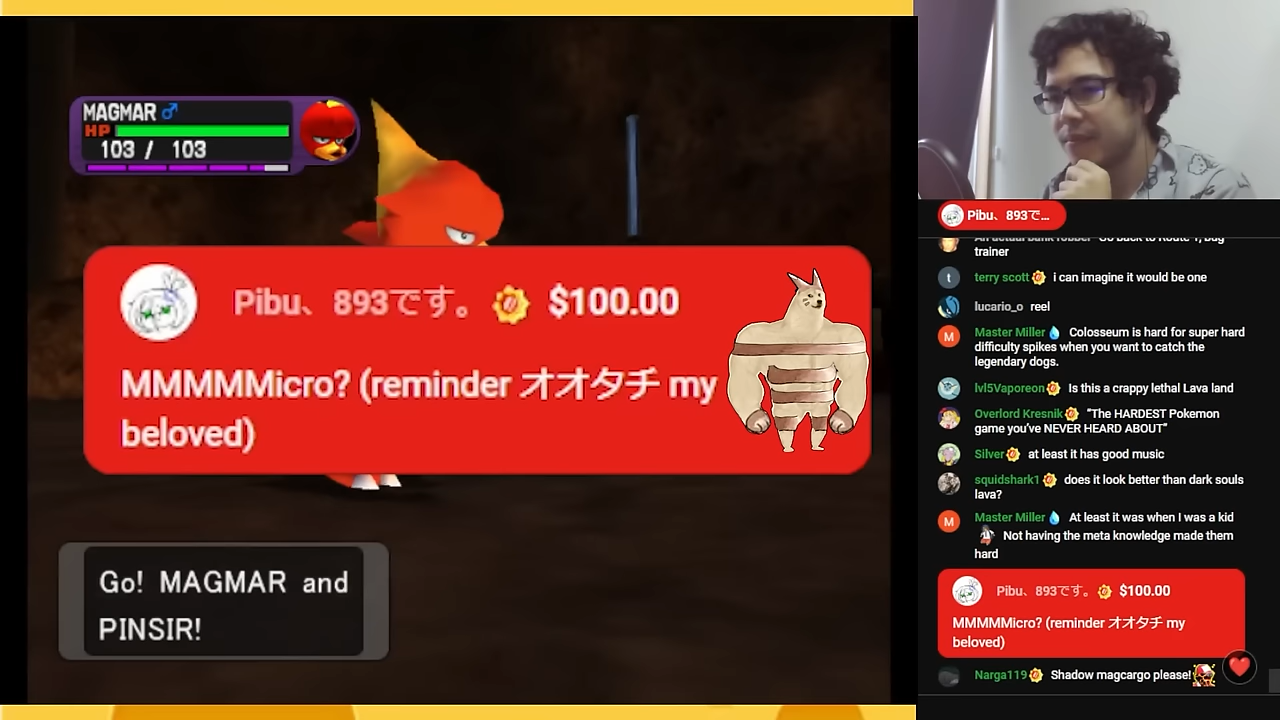 MAGMAR ♂
HP
103 / 103
Pibu、893です。 $100.00
MMMMMicro? (reminder オオタチ my
beloved)
Go! MAGMAR and
PINSIR!
Pibu、893で...
trainer
terry scott i can imagine it would be one
lucario_o reel
Master Miller Colosseum is hard for super hard
difficulty spikes when you want to catch the
legendary dogs.
lvl5Vaporeon Is this a crappy lethal Lava land
Overlord Kresnik "The HARDEST Pokemon
game you've NEVER HEARD ABOUT"
Silver at least it has good music
squidshark1 does it look better than dark souls
lava?
Master Miller At least it was when I was a kid
Not having the meta knowledge made them
hard
Pibu、893です。 $100.00
MMMMMicro? (reminder オオタチ my
beloved)
Narga119 Shadow magcargo please!
t
M
M